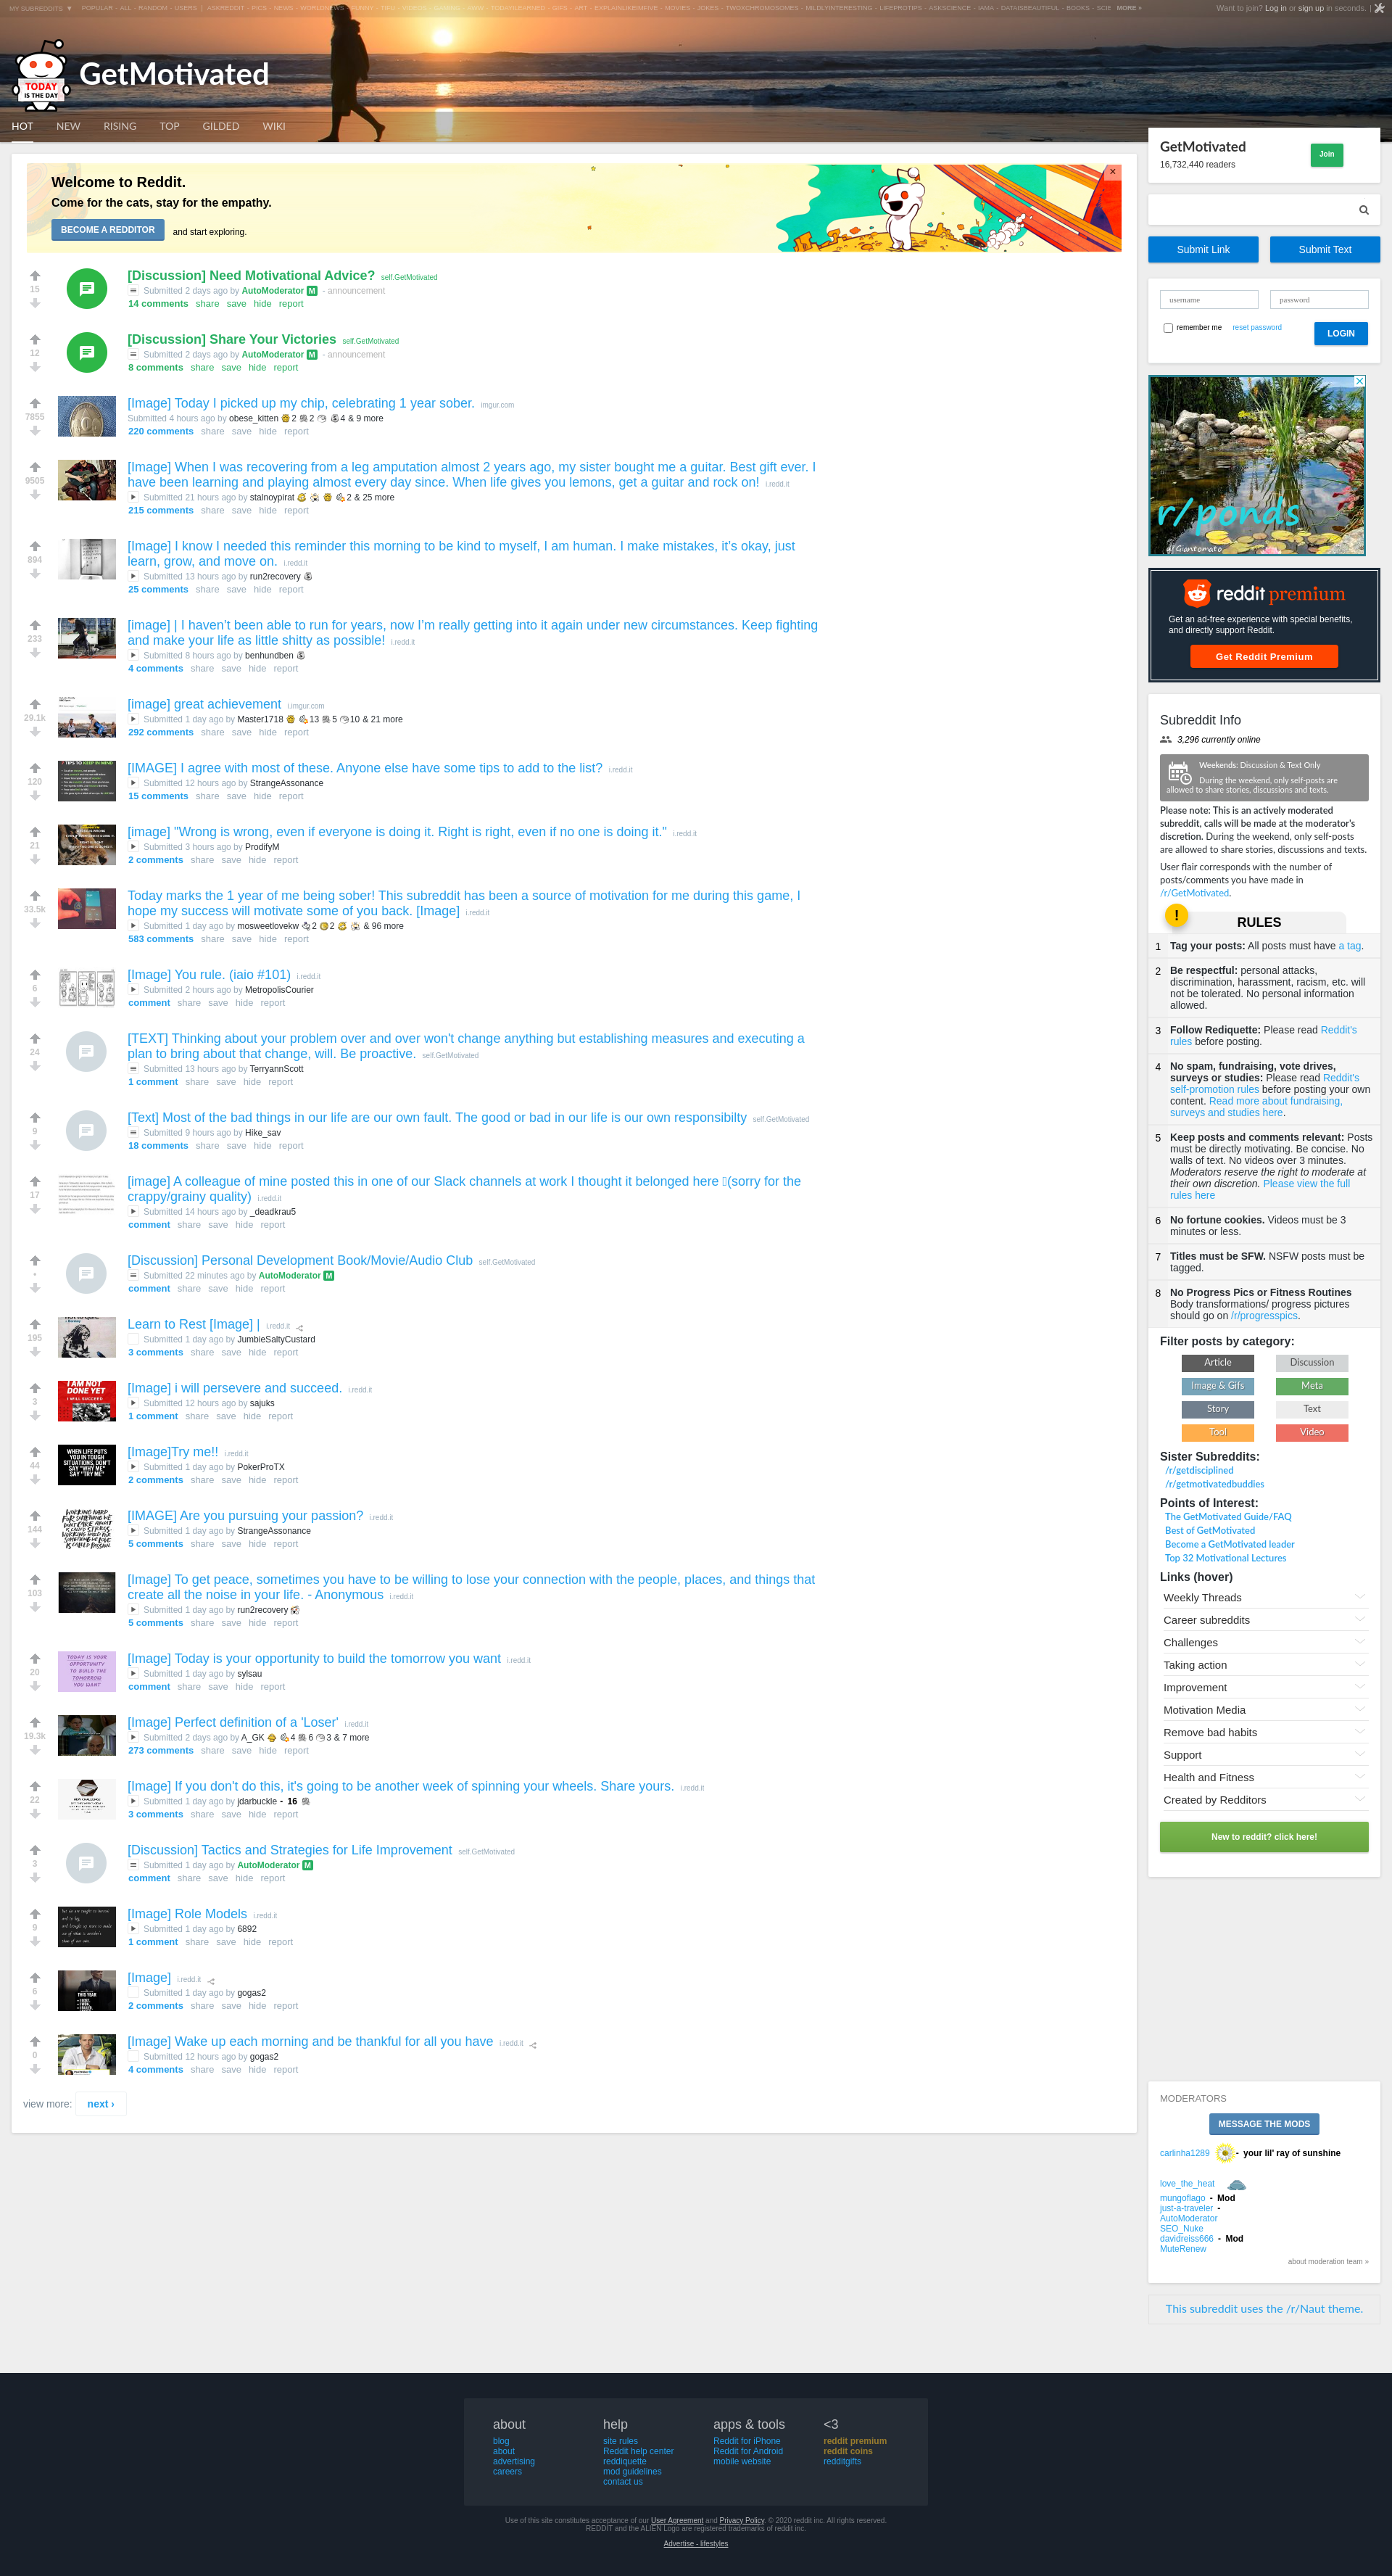 MY SUBREDDITS ▼ POPULAR - ALL - RANDOM - USERS | ASKREDDIT - PICS - NEWS - WORLDNEWS - FUNNY - TIFU - VIDEOS - GAMING - AWW - TODAYILEARNED - GIFS - ART - EXPLAINLIKEIMFIVE - MOVIES - JOKES - TWOXCHROMOSOMES - MILDLYINTERESTING - LIFEPROTIPS - ASKSCIENCE - IAMA - DATAISBEAUTIFUL - BOOKS - SCIE MORE »
Want to join? Log in or sign up in seconds. |
TODAY IS THE DAY
GetMotivated
HOT NEW RISING TOP GILDED WIKI
Welcome to Reddit.
Come for the cats, stay for the empathy.
BECOME A REDDITOR and start exploring.
×
15
[Discussion] Need Motivational Advice? self.GetMotivated
Submitted 2 days ago by AutoModerator M - announcement
14 comments share save hide report
12
[Discussion] Share Your Victories self.GetMotivated
Submitted 2 days ago by AutoModerator M - announcement
8 comments share save hide report
7855
[Image] Today I picked up my chip, celebrating 1 year sober. imgur.com
Submitted 4 hours ago by obese_kitten 2 2 4 & 9 more
220 comments share save hide report
9505
[Image] When I was recovering from a leg amputation almost 2 years ago, my sister bought me a guitar. Best gift ever. I
have been learning and playing almost every day since. When life gives you lemons, get a guitar and rock on! i.redd.it
Submitted 21 hours ago by stalnoypirat 2 & 25 more
215 comments share save hide report
894
[Image] I know I needed this reminder this morning to be kind to myself, I am human. I make mistakes, it's okay, just
learn, grow, and move on. i.redd.it
Submitted 13 hours ago by run2recovery
25 comments share save hide report
233
[image] | I haven't been able to run for years, now I'm really getting into it again under new circumstances. Keep fighting
and make your life as little shitty as possible! i.redd.it
Submitted 8 hours ago by benhundben
4 comments share save hide report
29.1k
[image] great achievement i.imgur.com
Submitted 1 day ago by Master1718 13 5 10 & 21 more
292 comments share save hide report
120
TIPS TO KEEP IN MIND
[IMAGE] I agree with most of these. Anyone else have some tips to add to the list? i.redd.it
Submitted 12 hours ago by StrangeAssonance
15 comments share save hide report
21
[image] "Wrong is wrong, even if everyone is doing it. Right is right, even if no one is doing it." i.redd.it
Submitted 3 hours ago by ProdifyM
2 comments share save hide report
33.5k
Today marks the 1 year of me being sober! This subreddit has been a source of motivation for me during this game, I
hope my success will motivate some of you back. [Image] i.redd.it
Submitted 1 day ago by mosweetlovekw 2 2 & 96 more
583 comments share save hide report
6
[Image] You rule. (iaio #101) i.redd.it
Submitted 2 hours ago by MetropolisCourier
comment share save hide report
24
[TEXT] Thinking about your problem over and over won't change anything but establishing measures and executing a
plan to bring about that change, will. Be proactive. self.GetMotivated
Submitted 13 hours ago by TerryannScott
1 comment share save hide report
9
[Text] Most of the bad things in our life are our own fault. The good or bad in our life is our own responsibilty self.GetMotivated
Submitted 9 hours ago by Hike_sav
18 comments share save hide report
17
[image] A colleague of mine posted this in one of our Slack channels at work I thought it belonged here (sorry for the
crappy/grainy quality) i.redd.it
Submitted 14 hours ago by _deadkrau5
comment share save hide report
•
[Discussion] Personal Development Book/Movie/Audio Club self.GetMotivated
Submitted 22 minutes ago by AutoModerator M
comment share save hide report
195
Learn to Rest [Image] | i.redd.it
Submitted 1 day ago by JumbieSaltyCustard
3 comments share save hide report
3
I AM NOT DONE YET
I WILL SUCCEED
[Image] i will persevere and succeed. i.redd.it
Submitted 12 hours ago by sajuks
1 comment share save hide report
44
WHEN LIFE PUTS YOU IN TOUGH SITUATIONS, DON'T SAY "WHY ME" SAY "TRY ME"
[Image]Try me!! i.redd.it
Submitted 1 day ago by PokerProTX
2 comments share save hide report
144
WORKING HARD FOR SOMETHING WE DON'T CARE ABOUT IS CALLED STRESS. WORKING HARD FOR SOMETHING WE LOVE IS CALLED PASSION
[IMAGE] Are you pursuing your passion? i.redd.it
Submitted 1 day ago by StrangeAssonance
5 comments share save hide report
103
[Image] To get peace, sometimes you have to be willing to lose your connection with the people, places, and things that
create all the noise in your life. - Anonymous i.redd.it
Submitted 1 day ago by run2recovery
5 comments share save hide report
20
TODAY IS YOUR OPPORTUNITY TO BUILD THE TOMORROW YOU WANT
[Image] Today is your opportunity to build the tomorrow you want i.redd.it
Submitted 1 day ago by sylsau
comment share save hide report
19.3k
[Image] Perfect definition of a 'Loser' i.redd.it
Submitted 2 days ago by A_GK 4 6 3 & 7 more
273 comments share save hide report
22
[Image] If you don't do this, it's going to be another week of spinning your wheels. Share yours. i.redd.it
Submitted 1 day ago by jdarbuckle - 16
3 comments share save hide report
3
[Discussion] Tactics and Strategies for Life Improvement self.GetMotivated
Submitted 1 day ago by AutoModerator M
comment share save hide report
9
[Image] Role Models i.redd.it
Submitted 1 day ago by 6892
1 comment share save hide report
6
THIS YEAR
[Image] i.redd.it
Submitted 1 day ago by gogas2
2 comments share save hide report
0
[Image] Wake up each morning and be thankful for all you have i.redd.it
Submitted 12 hours ago by gogas2
4 comments share save hide report
view more: next ›
GetMotivated
16,732,440 readers
Join
Submit Link Submit Text
username password
remember me reset password LOGIN
r/ponds
u/Giantomato
reddit premium
Get an ad-free experience with special benefits,
and directly support Reddit.
Get Reddit Premium
Subreddit Info
3,296 currently online
Weekends: Discussion & Text Only
During the weekend, only self-posts are
allowed to share stories, discussions and texts.
Please note: This is an actively moderated
subreddit, calls will be made at the moderator's
discretion. During the weekend, only self-posts
are allowed to share stories, discussions and texts.
User flair corresponds with the number of
posts/comments you have made in
/r/GetMotivated.
!
RULES
1 Tag your posts: All posts must have a tag.
2 Be respectful: personal attacks,
discrimination, harassment, racism, etc. will
not be tolerated. No personal information
allowed.
3 Follow Rediquette: Please read Reddit's
rules before posting.
4 No spam, fundraising, vote drives,
surveys or studies: Please read Reddit's
self-promotion rules before posting your own
content. Read more about fundraising,
surveys and studies here.
5 Keep posts and comments relevant: Posts
must be directly motivating. Be concise. No
walls of text. No videos over 3 minutes.
Moderators reserve the right to moderate at
their own discretion. Please view the full
rules here
6 No fortune cookies. Videos must be 3
minutes or less.
7 Titles must be SFW. NSFW posts must be
tagged.
8 No Progress Pics or Fitness Routines
Body transformations/ progress pictures
should go on /r/progresspics.
Filter posts by category:
Article Discussion
Image & Gifs Meta
Story Text
Tool Video
Sister Subreddits:
/r/getdisciplined
/r/getmotivatedbuddies
Points of Interest:
The GetMotivated Guide/FAQ
Best of GetMotivated
Become a GetMotivated leader
Top 32 Motivational Lectures
Links (hover)
Weekly Threads
Career subreddits
Challenges
Taking action
Improvement
Motivation Media
Remove bad habits
Support
Health and Fitness
Created by Redditors
New to reddit? click here!
MODERATORS
MESSAGE THE MODS
carlinha1289 - your lil' ray of sunshine
love_the_heat
mungoflago - Mod
just-a-traveler -
AutoModerator
SEO_Nuke
davidreiss666 - Mod
MuteRenew
about moderation team »
This subreddit uses the /r/Naut theme.
about
blog
about
advertising
careers
help
site rules
Reddit help center
reddiquette
mod guidelines
contact us
apps & tools
Reddit for iPhone
Reddit for Android
mobile website
<3
reddit premium
reddit coins
redditgifts
Use of this site constitutes acceptance of our User Agreement and Privacy Policy. © 2020 reddit inc. All rights reserved.
REDDIT and the ALIEN Logo are registered trademarks of reddit inc.
Advertise - lifestyles